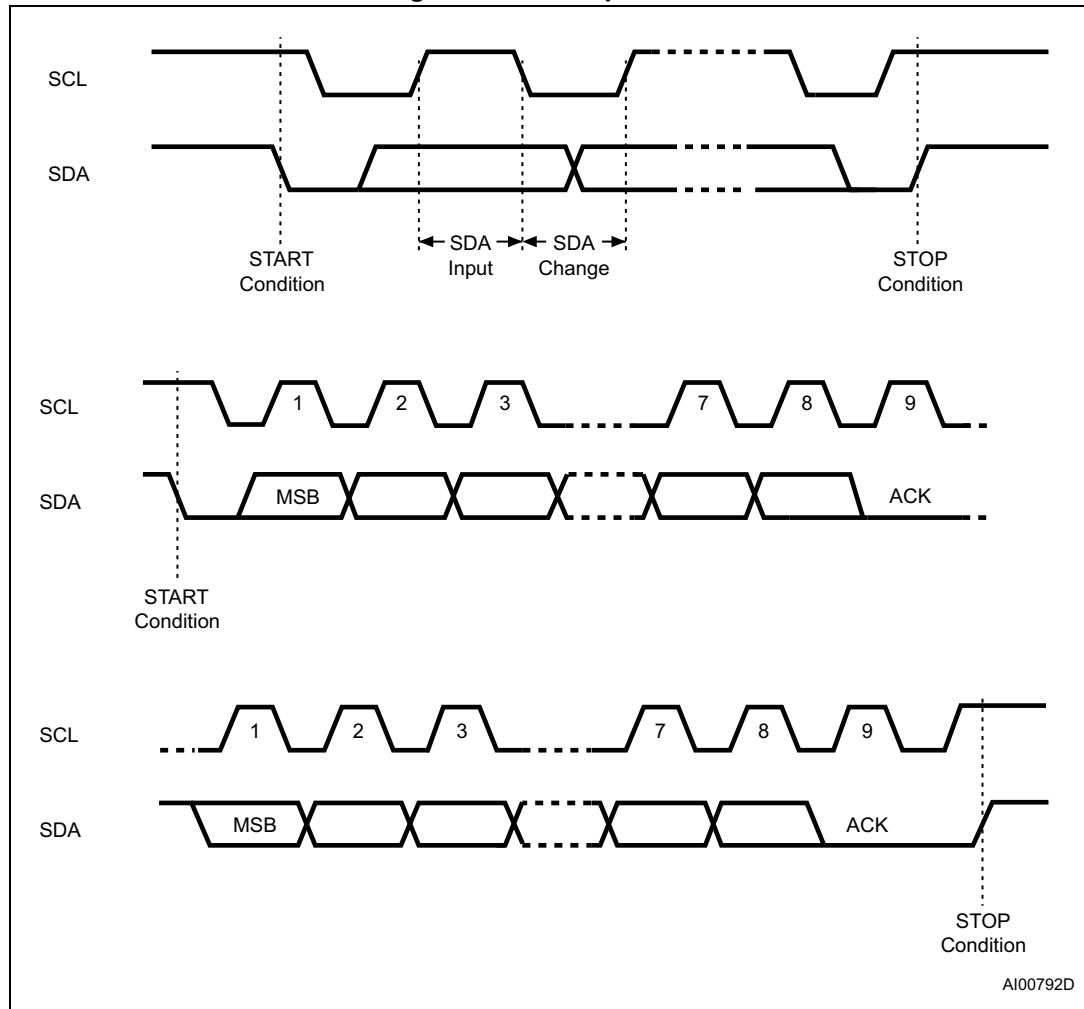 SCL
SDA
START
Condition
SDA
Input
SDA
Change
STOP
Condition
SCL
1 2 3 7 8 9
SDA
MSB ACK
START
Condition
SCL
1 2 3 7 8 9
SDA
MSB ACK
STOP
Condition
AI00792D